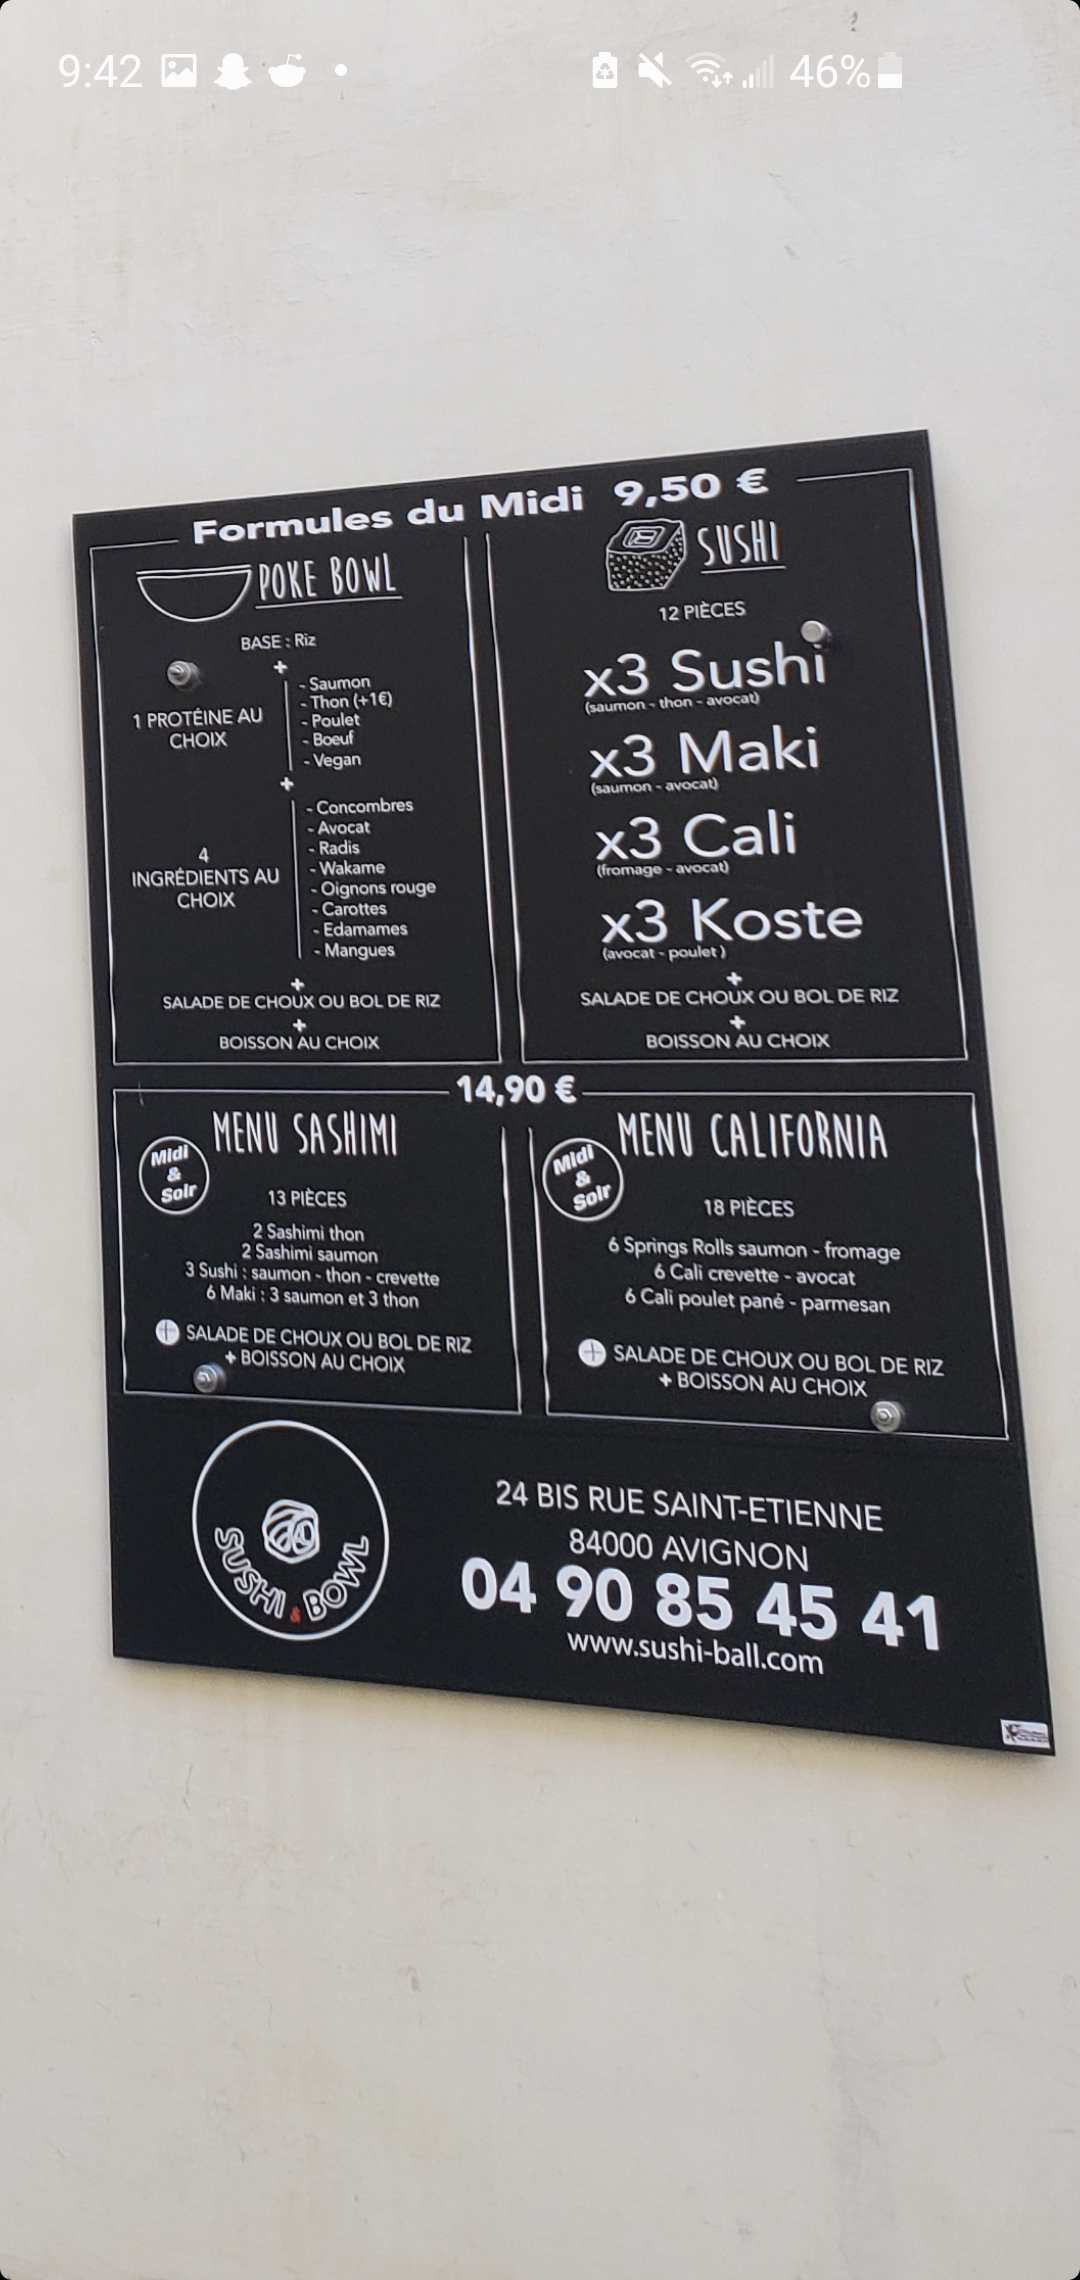 9:42
46%
Formules du Midi 9,50 €
POKE BOWL
BASE : Riz
+
1 PROTÉINE AU
CHOIX
- Saumon
- Thon (+1€)
- Poulet
- Boeuf
- Vegan
+
4
INGRÉDIENTS AU
CHOIX
- Concombres
- Avocat
- Radis
- Wakame
- Oignons rouge
- Carottes
- Edamames
- Mangues
+
SALADE DE CHOUX OU BOL DE RIZ
+
BOISSON AU CHOIX
SUSHI
12 PIÈCES
x3 Sushi
(saumon - thon - avocat)
x3 Maki
(saumon - avocat)
x3 Cali
(fromage - avocat)
x3 Koste
(avocat - poulet )
+
SALADE DE CHOUX OU BOL DE RIZ
+
BOISSON AU CHOIX
14,90 €
MENU SASHIMI
Midi
&
Soir
13 PIÈCES
2 Sashimi thon
2 Sashimi saumon
3 Sushi : saumon - thon - crevette
6 Maki : 3 saumon et 3 thon
+ SALADE DE CHOUX OU BOL DE RIZ
+ BOISSON AU CHOIX
MENU CALIFORNIA
Midi
&
Soir
18 PIÈCES
6 Springs Rolls saumon - fromage
6 Cali crevette - avocat
6 Cali poulet pané - parmesan
+ SALADE DE CHOUX OU BOL DE RIZ
+ BOISSON AU CHOIX
SUSHI & BOWL
24 BIS RUE SAINT-ETIENNE
84000 AVIGNON
04 90 85 45 41
www.sushi-ball.com